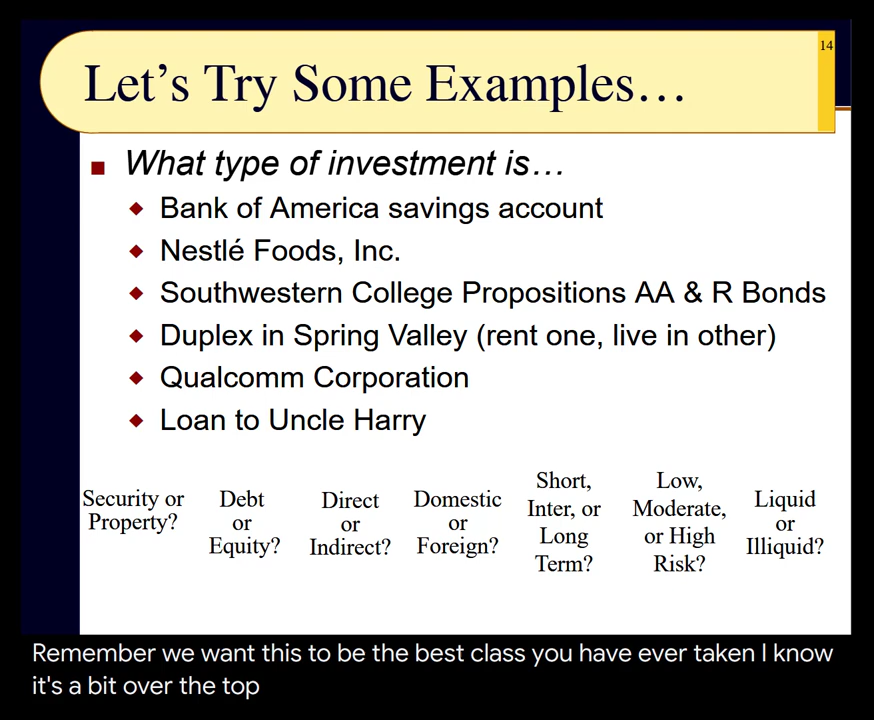 14
Let's Try Some Examples…
What type of investment is…
Bank of America savings account
Nestlé Foods, Inc.
Southwestern College Propositions AA & R Bonds
Duplex in Spring Valley (rent one, live in other)
Qualcomm Corporation
Loan to Uncle Harry
Security or
Property?
Debt
or
Equity?
Direct
or
Indirect?
Domestic
or
Foreign?
Short,
Inter, or
Long
Term?
Low,
Moderate,
or High
Risk?
Liquid
or
Illiquid?
Remember we want this to be the best class you have ever taken I know
it's a bit over the top